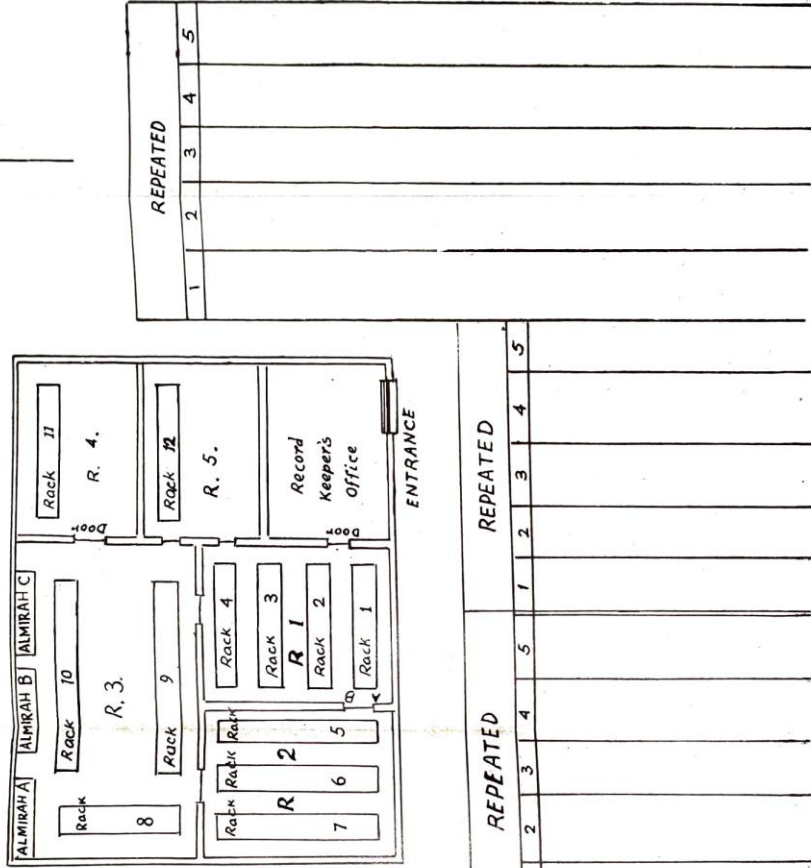 REPEATED
1 2 3 4 5
ALMIRAH A
ALMIRAH B
ALMIRAH C
Rack 10
R. 3.
Rack 9
Rack
8
Rack 11
R. 4.
DOOR
Rack 12
R. 5.
Record
Keeper's
Office
DOOR
ENTRANCE
Rack 4
Rack 3
R 1
Rack 2
Rack 1
Rack
5
Rack
6
Rack
7
R 2
REPEATED
2 3 4 5
REPEATED
1 2 3 4 5